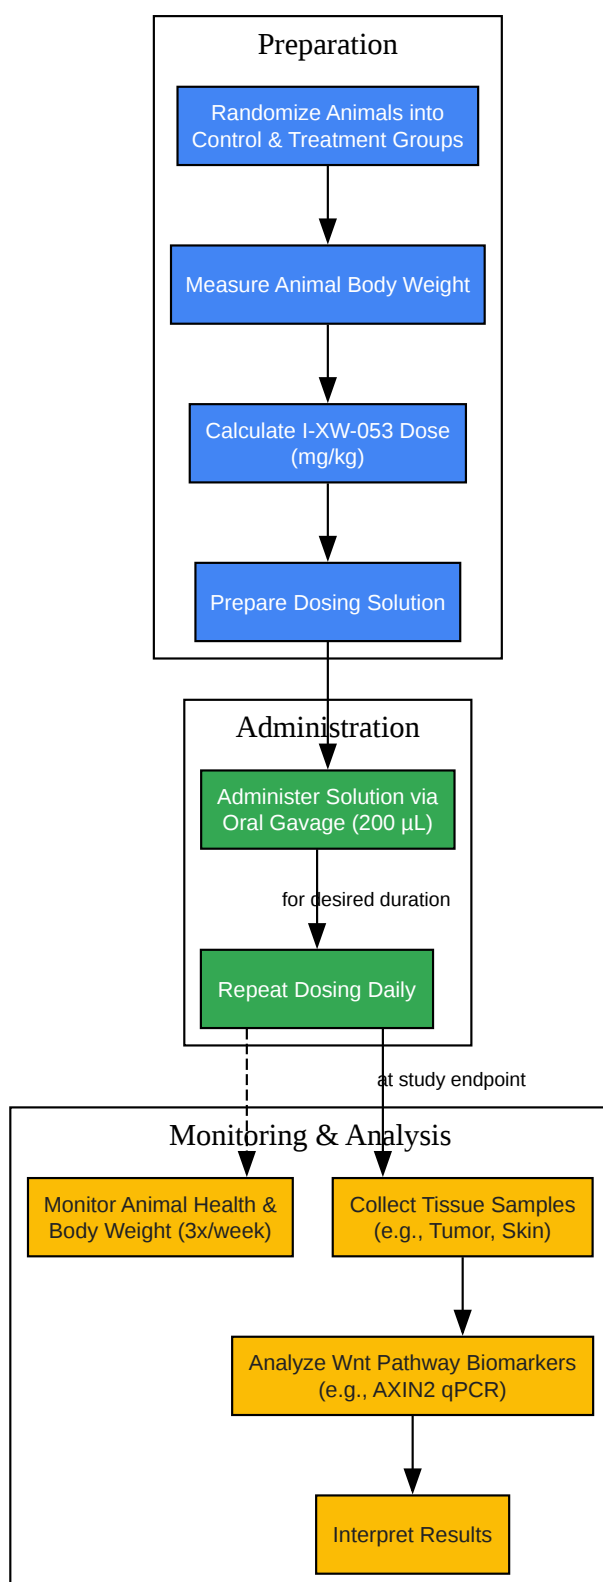 Preparation
Randomize Animals into
Control & Treatment Groups
Measure Animal Body Weight
Calculate I-XW-053 Dose
(mg/kg)
Prepare Dosing Solution
Administration
Administer Solution via
Oral Gavage (200 µL)
for desired duration
Repeat Dosing Daily
at study endpoint
Monitoring & Analysis
Monitor Animal Health &
Body Weight (3x/week)
Collect Tissue Samples
(e.g., Tumor, Skin)
Analyze Wnt Pathway Biomarkers
(e.g., AXIN2 qPCR)
Interpret Results